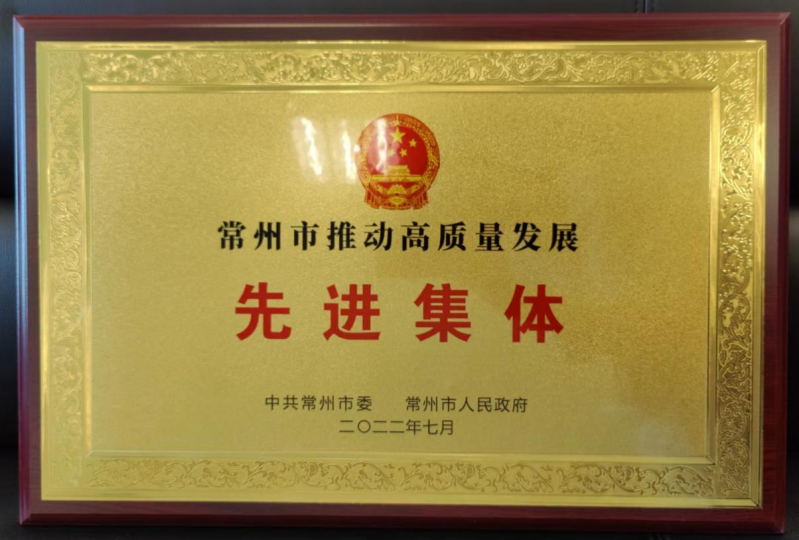 常州市推动高质量发展
先进集体
中共常州市委 常州市人民政府
二〇二二年七月